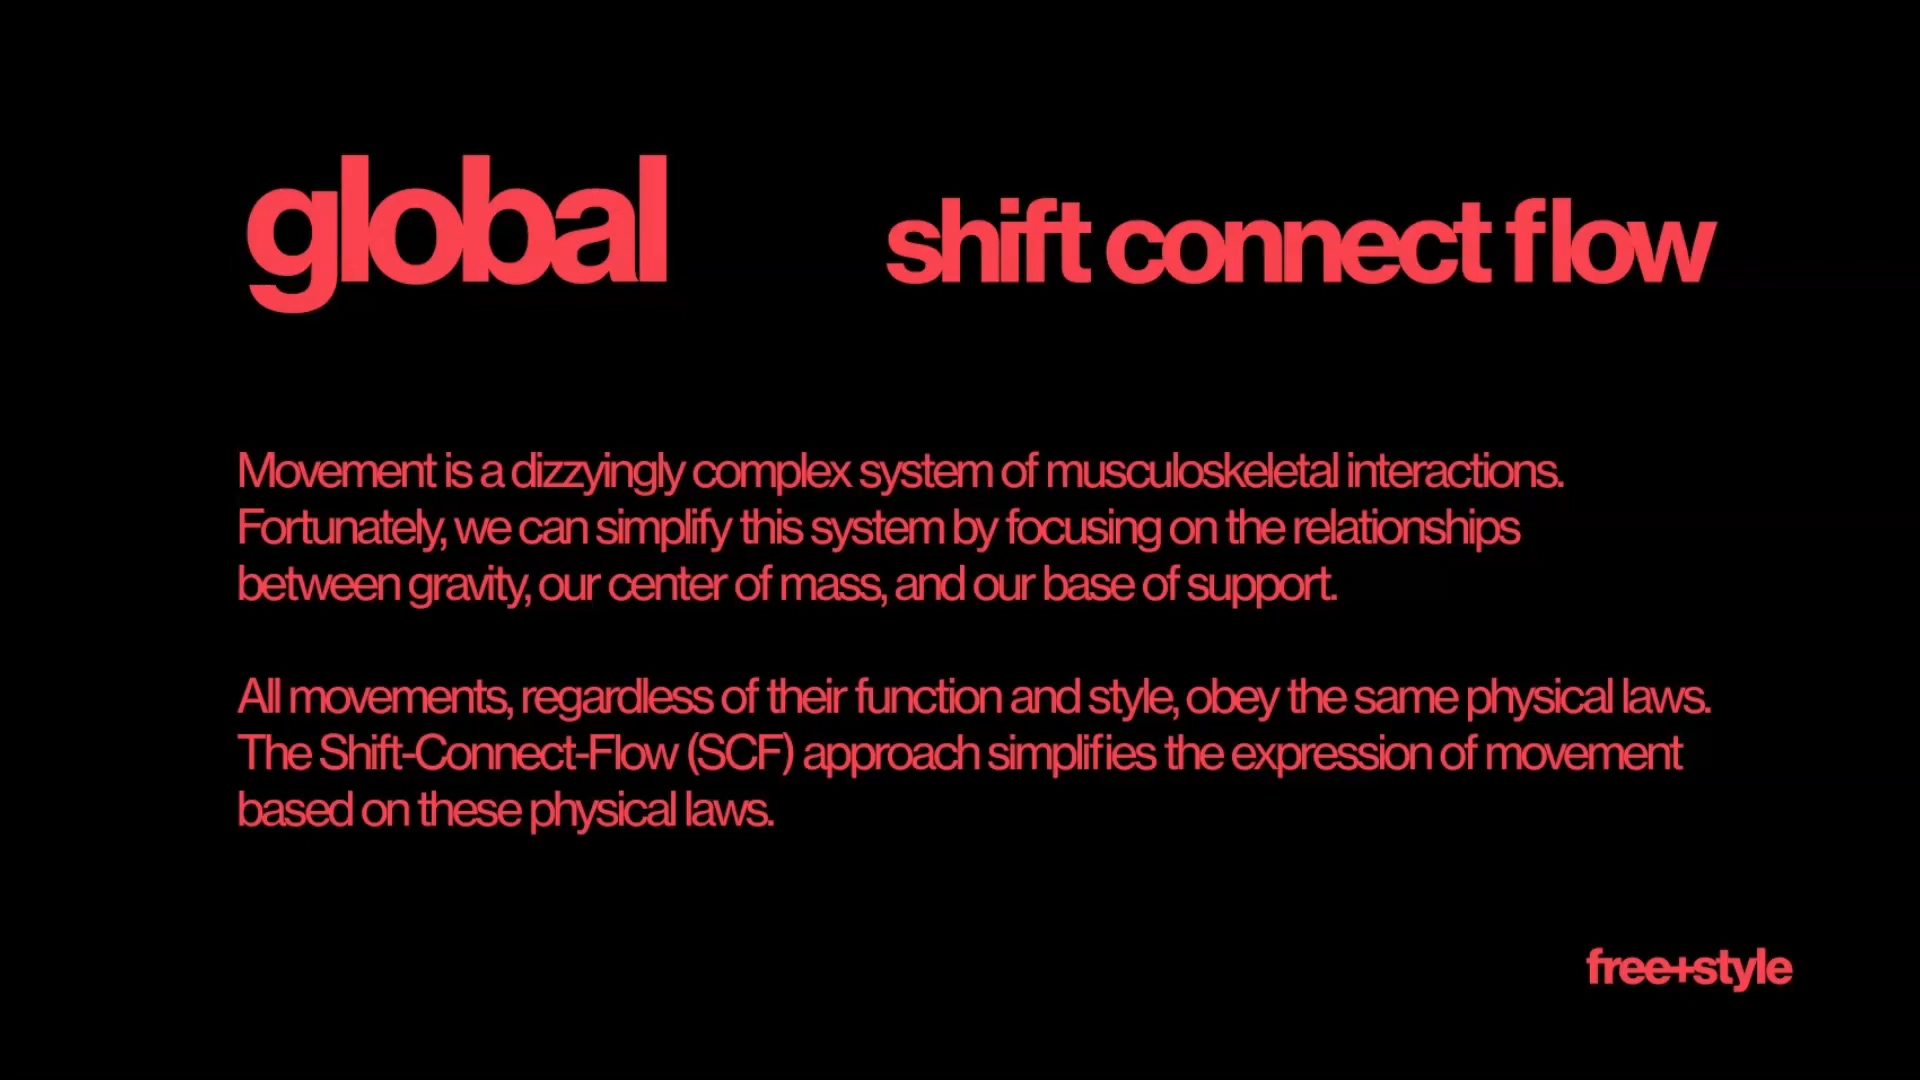 global
shift connect flow
Movement is a dizzyingly complex system of musculoskeletal interactions.
Fortunately, we can simplify this system by focusing on the relationships
between gravity, our center of mass, and our base of support.
All movements, regardless of their function and style, obey the same physical laws.
The Shift-Connect-Flow (SCF) approach simplifies the expression of movement
based on these physical laws.
free+style